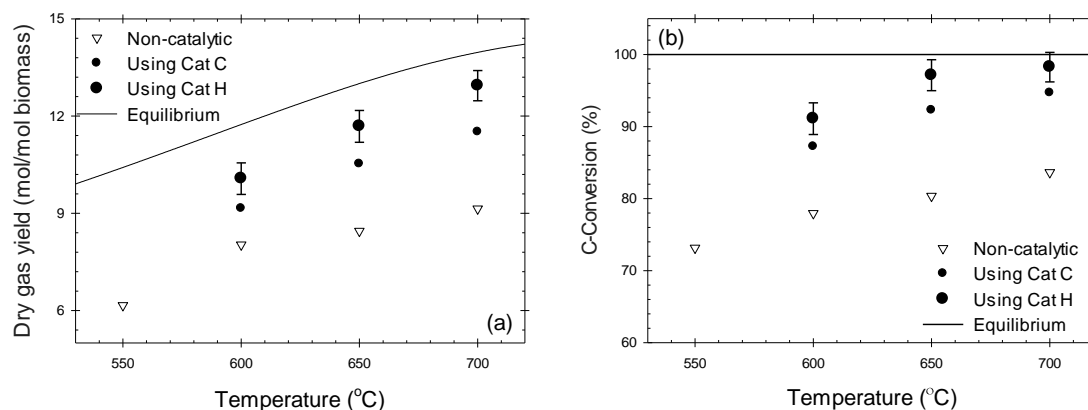 15
12
9
6
550
600
650
700
Dry gas yield (mol/mol biomass)
Temperature (°C)
Non-catalytic
Using Cat C
Using Cat H
Equilibrium
(a)
(b)
100
90
80
70
60
550
600
650
700
C-Conversion (%)
Temperature (°C)
Non-catalytic
Using Cat C
Using Cat H
Equilibrium